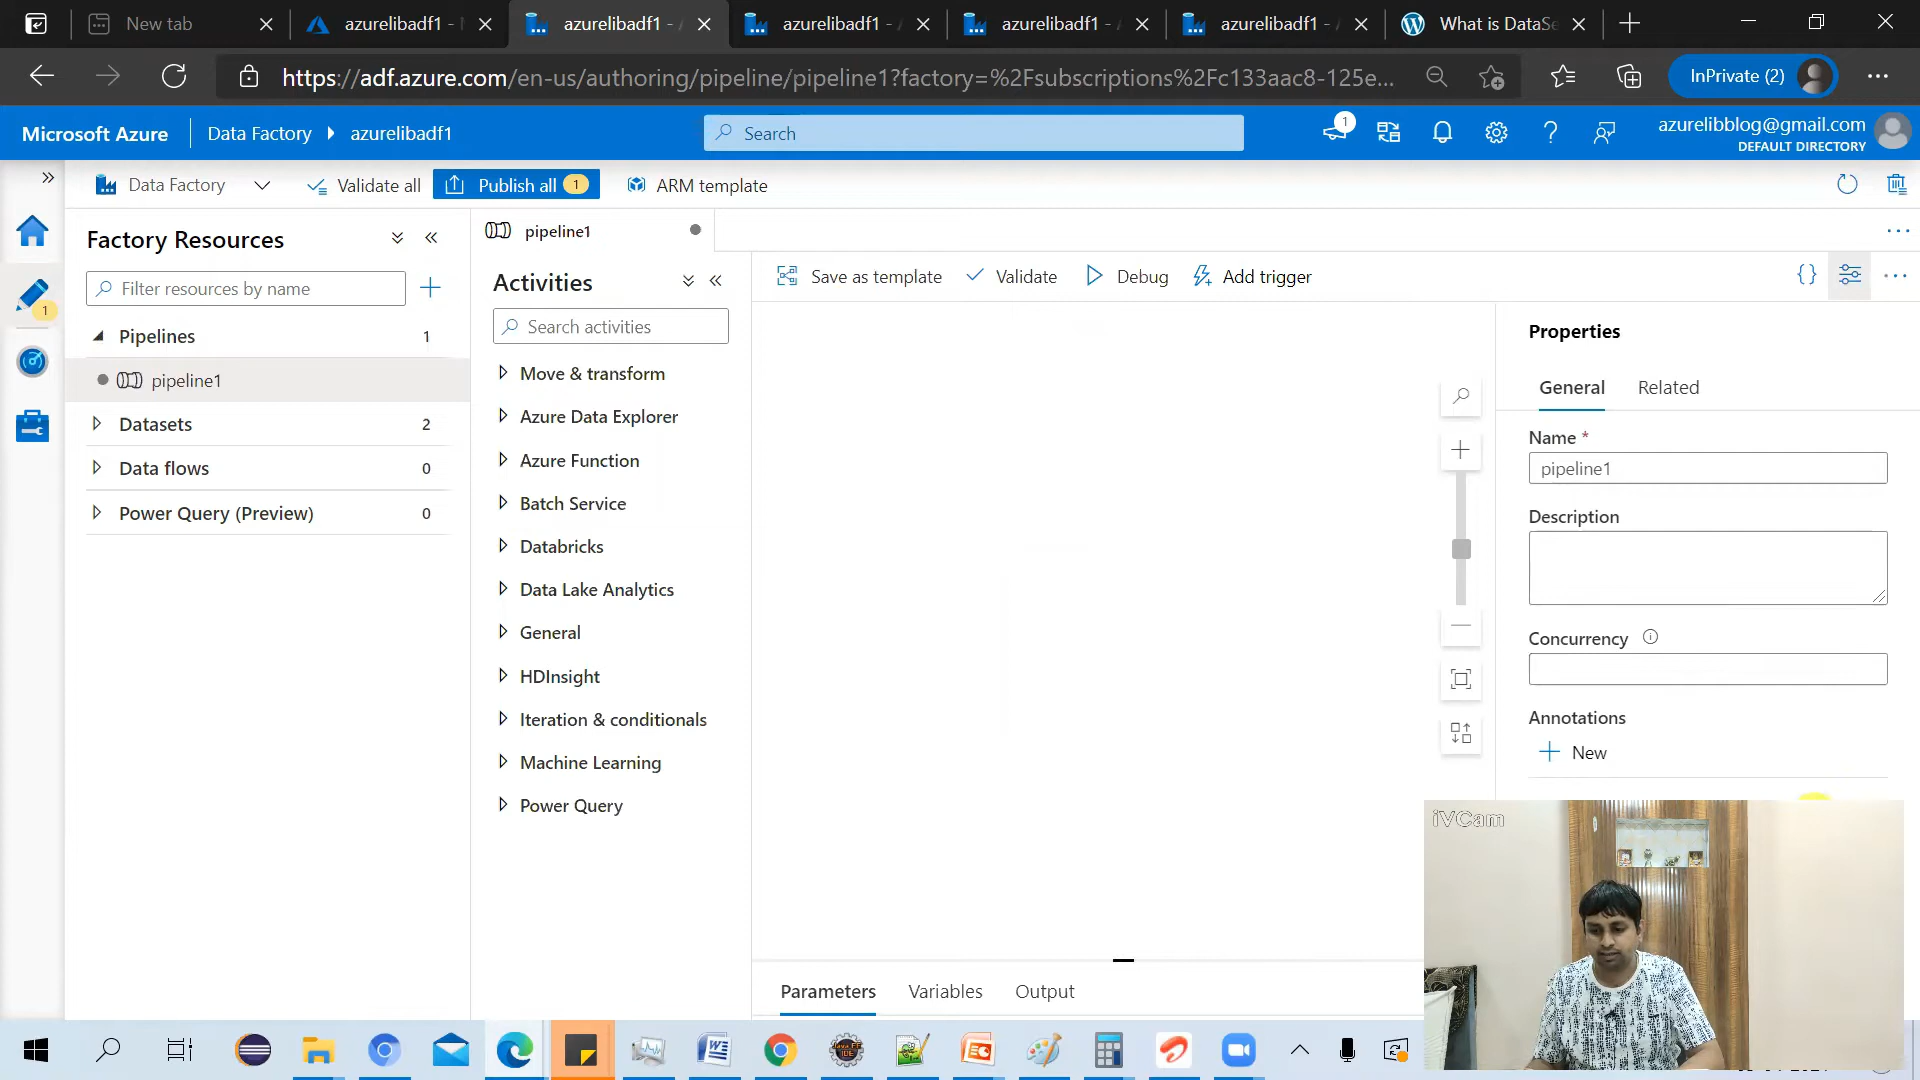 New tab
azurelibadf1 -
azurelibadf1 -
azurelibadf1 -
azurelibadf1 -
azurelibadf1 -
What is DataSe
https://adf.azure.com/en-us/authoring/pipeline/pipeline1?factory=%2Fsubscriptions%2Fc133aac8-125e...
InPrivate (2)
Microsoft Azure
Data Factory
azurelibadf1
Search
1
azurelibblog@gmail.com
DEFAULT DIRECTORY
Data Factory
Validate all
Publish all 1
ARM template
Factory Resources
Filter resources by name
1
Pipelines 1
pipeline1
Datasets 2
Data flows 0
Power Query (Preview) 0
pipeline1
Activities
Search activities
Move & transform
Azure Data Explorer
Azure Function
Batch Service
Databricks
Data Lake Analytics
General
HDInsight
Iteration & conditionals
Machine Learning
Power Query
Save as template
Validate
Debug
Add trigger
Parameters
Variables
Output
Properties
General
Related
Name *
pipeline1
Description
Concurrency
Annotations
New
iVCam